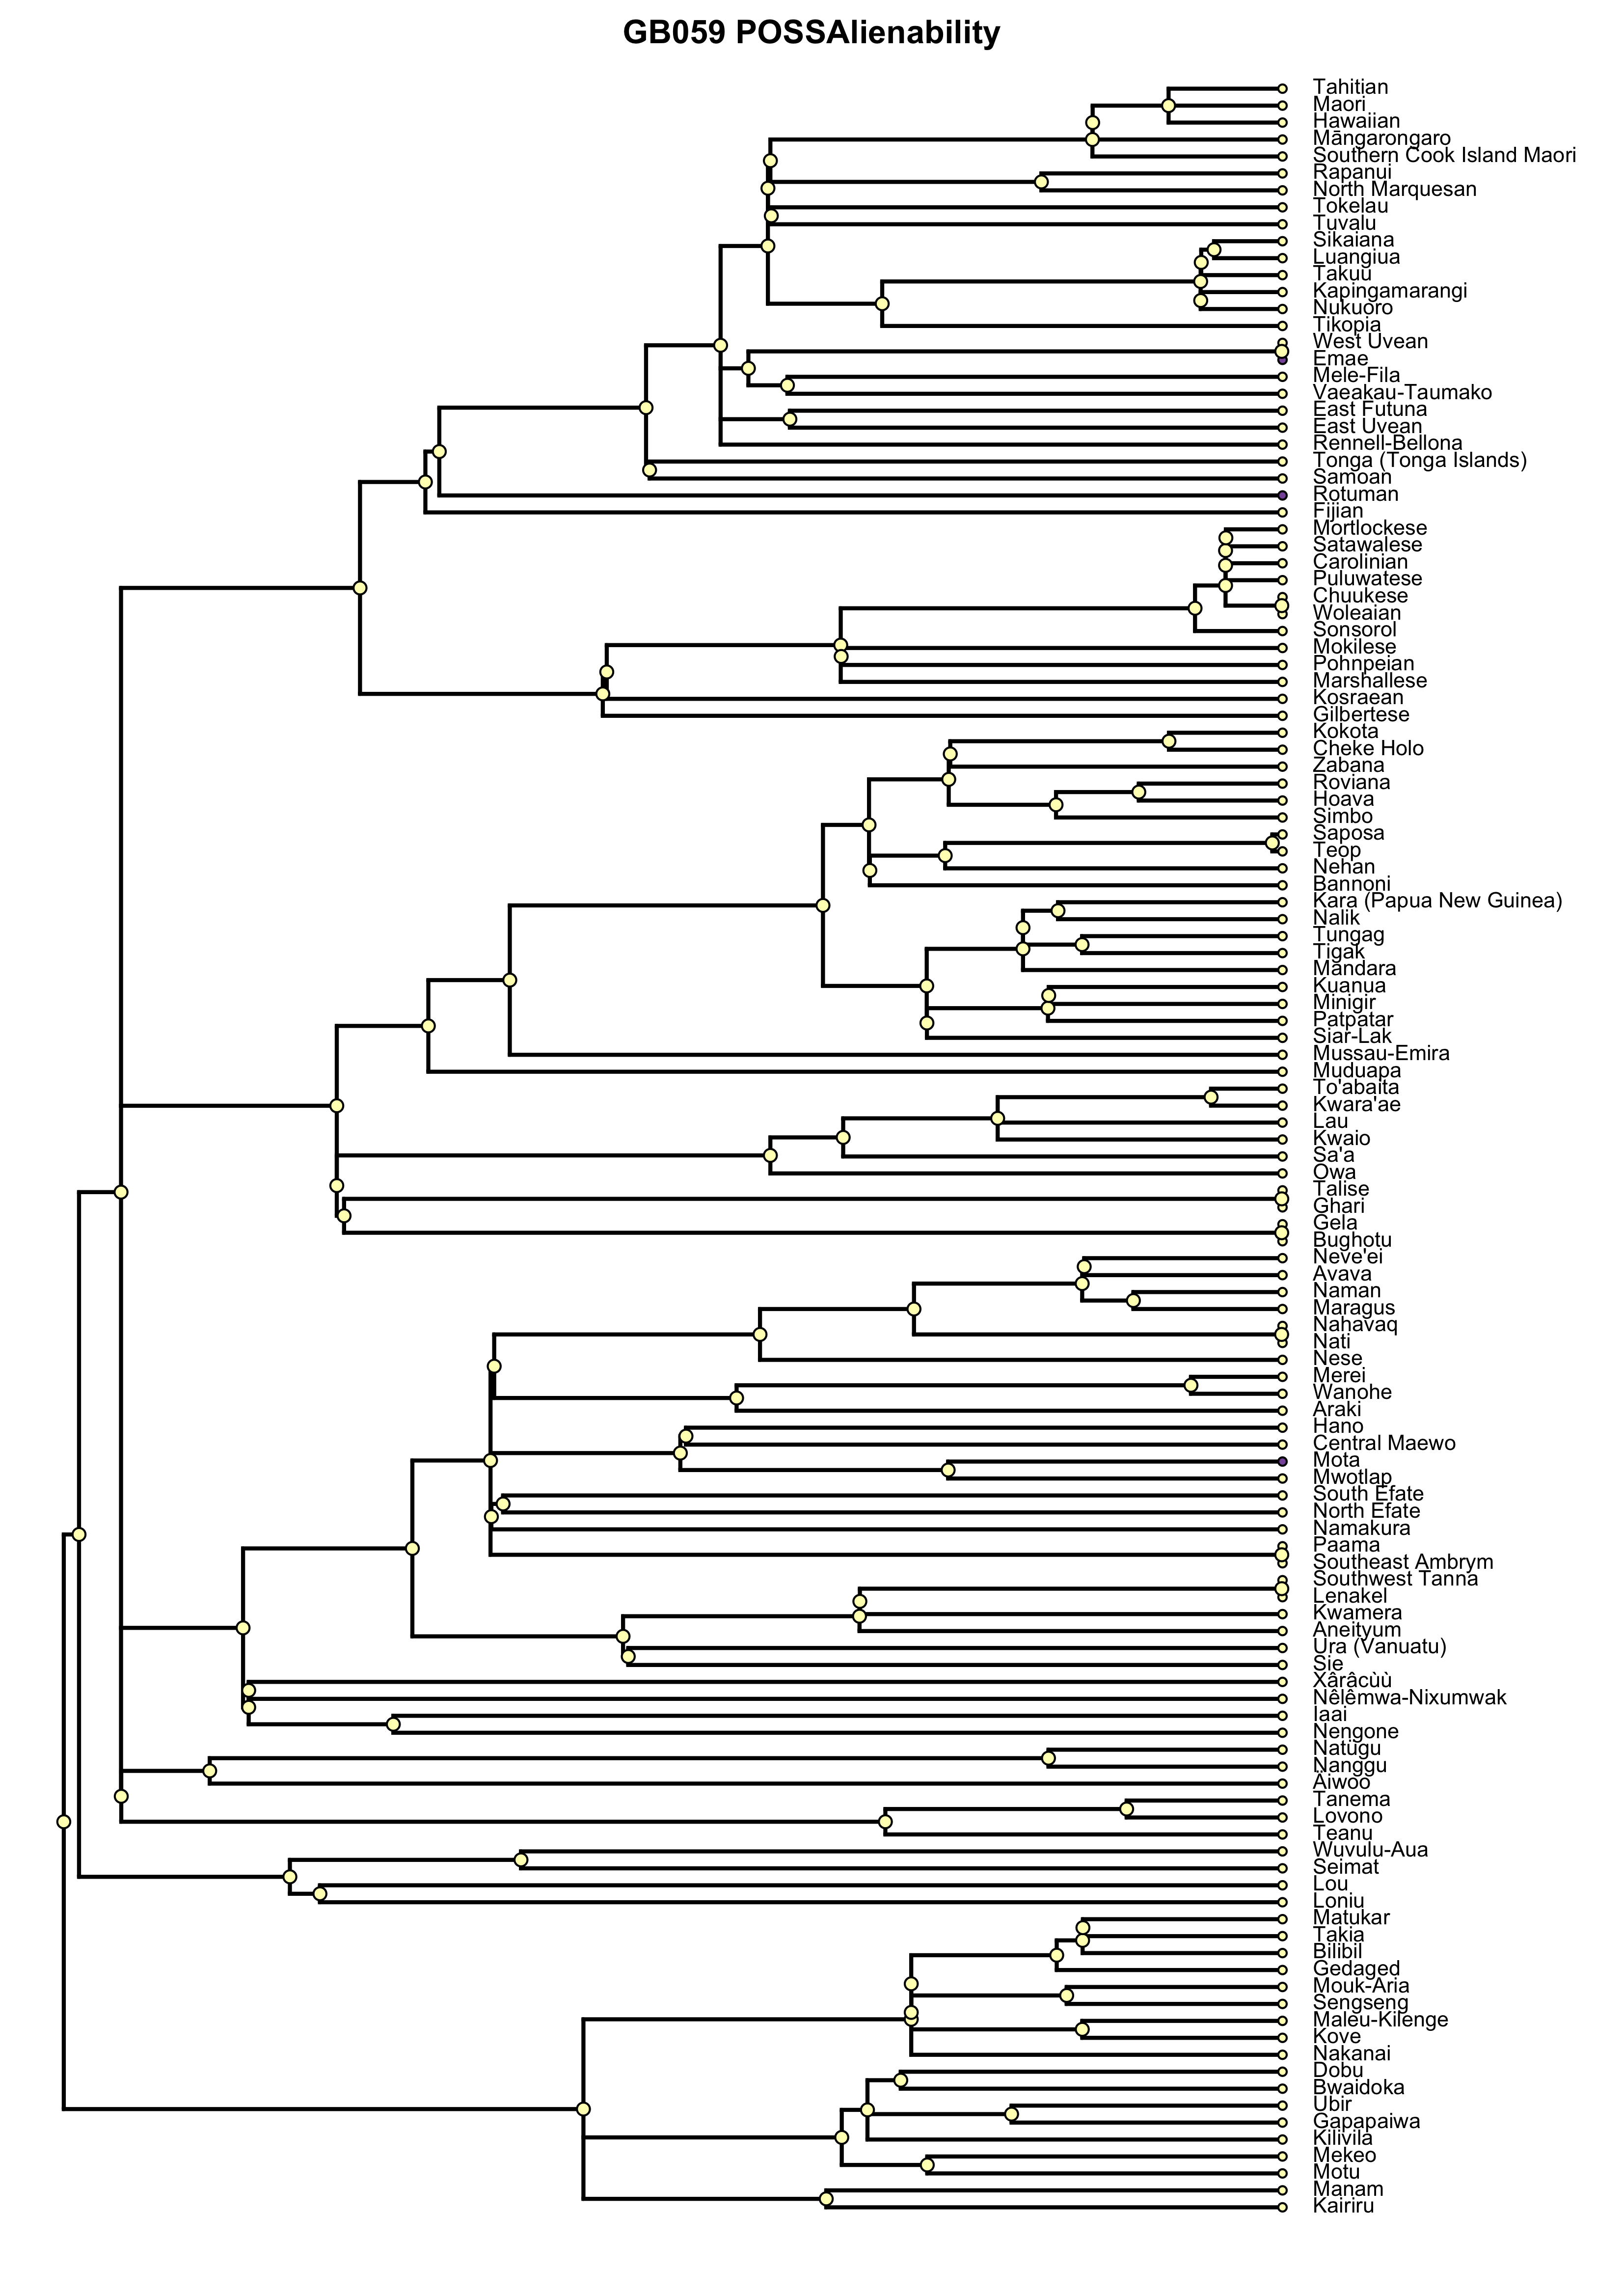 GB059 POSSAlienability
Tahitian
Maori
Hawaiian
Mangarongaro
Southern Cook Island Maori
Rapanui
North Marquesan
Tokelau
Tuvalu
Sikaiana
Luangiua
Takuu
Kapingamarangi
Nukuoro
Tikopia
West Uvean
Emae
Mele-Fila
Vaeakau-Taumako
East Futuna
East Uvean
Rennell-Bellona
Tonga (Tonga Islands)
Samoan
Rotuman
Fijian
Mortlockese
Satawalese
Carolinian
Puluwatese
Chuukese
Woleaian
Sonsorol
Mokilese
Pohnpeian
Marshallese
Kosraean
Gilbertese
Kokota
Cheke Holo
Zabana
Roviana
Hoava
Simbo
Saposa
Teop
Nehan
Bannoni
Kara (Papua New Guinea)
Nalik
Tungag
Tigak
Mandara
Kuanua
Minigir
Patpatar
Siar-Lak
Mussau-Emira
Muduapa
To'abaita
Kwara'ae
Lau
Kwaio
Sa'a
Owa
Talise
Ghari
Gela
Bughotu
Neve'ei
Avava
Naman
Maragus
Nahavaq
Nati
Nese
Merei
Wanohe
Araki
Hano
Central Maewo
Mota
Mwotlap
South Efate
North Efate
Namakura
Paama
Southeast Ambrym
Southwest Tanna
Lenakel
Kwamera
Aneityum
Ura (Vanuatu)
Sie
Xârâcùù
Nêlêmwa-Nixumwak
Iaai
Nengone
Natügu
Nanggu
Äiwoo
Tanema
Lovono
Teanu
Wuvulu-Aua
Seimat
Lou
Loniu
Matukar
Takia
Bilibil
Gedaged
Mouk-Aria
Sengseng
Maleu-Kilenge
Kove
Nakanai
Dobu
Bwaidoka
Ubir
Gapapaiwa
Kilivila
Mekeo
Motu
Manam
Kairiru